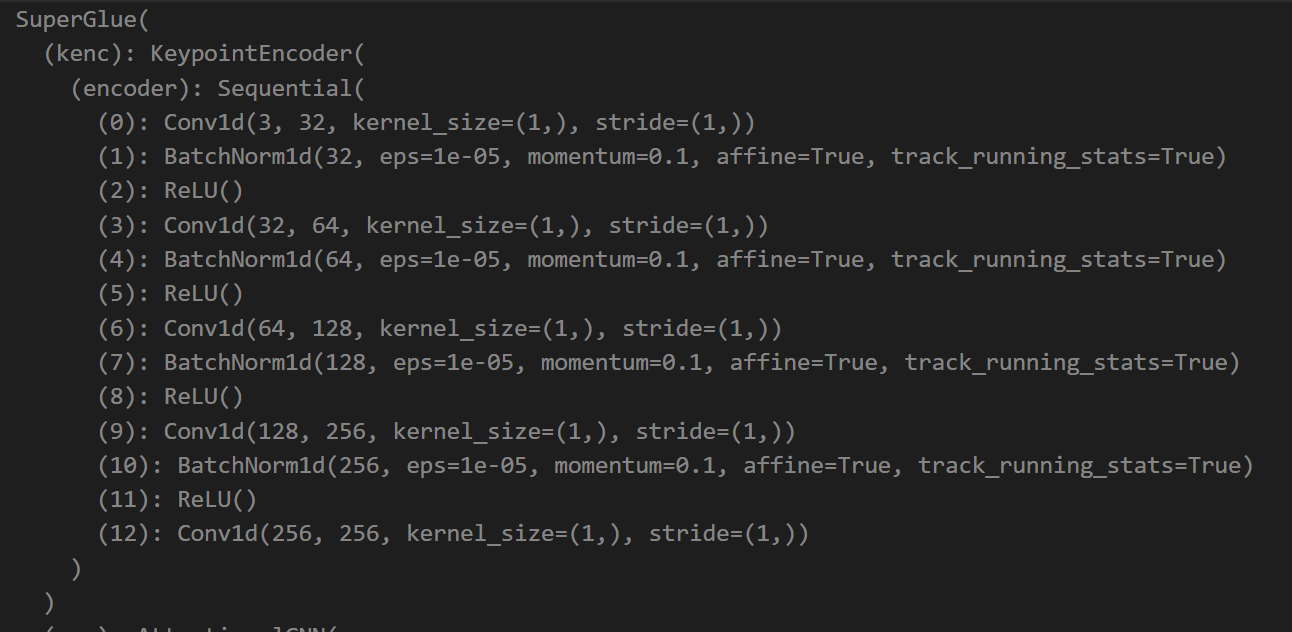 SuperGlue(
  (kenc): KeypointEncoder(
    (encoder): Sequential(
      (0): Conv1d(3, 32, kernel_size=(1,), stride=(1,))
      (1): BatchNorm1d(32, eps=1e-05, momentum=0.1, affine=True, track_running_stats=True)
      (2): ReLU()
      (3): Conv1d(32, 64, kernel_size=(1,), stride=(1,))
      (4): BatchNorm1d(64, eps=1e-05, momentum=0.1, affine=True, track_running_stats=True)
      (5): ReLU()
      (6): Conv1d(64, 128, kernel_size=(1,), stride=(1,))
      (7): BatchNorm1d(128, eps=1e-05, momentum=0.1, affine=True, track_running_stats=True)
      (8): ReLU()
      (9): Conv1d(128, 256, kernel_size=(1,), stride=(1,))
      (10): BatchNorm1d(256, eps=1e-05, momentum=0.1, affine=True, track_running_stats=True)
      (11): ReLU()
      (12): Conv1d(256, 256, kernel_size=(1,), stride=(1,))
    )
  )